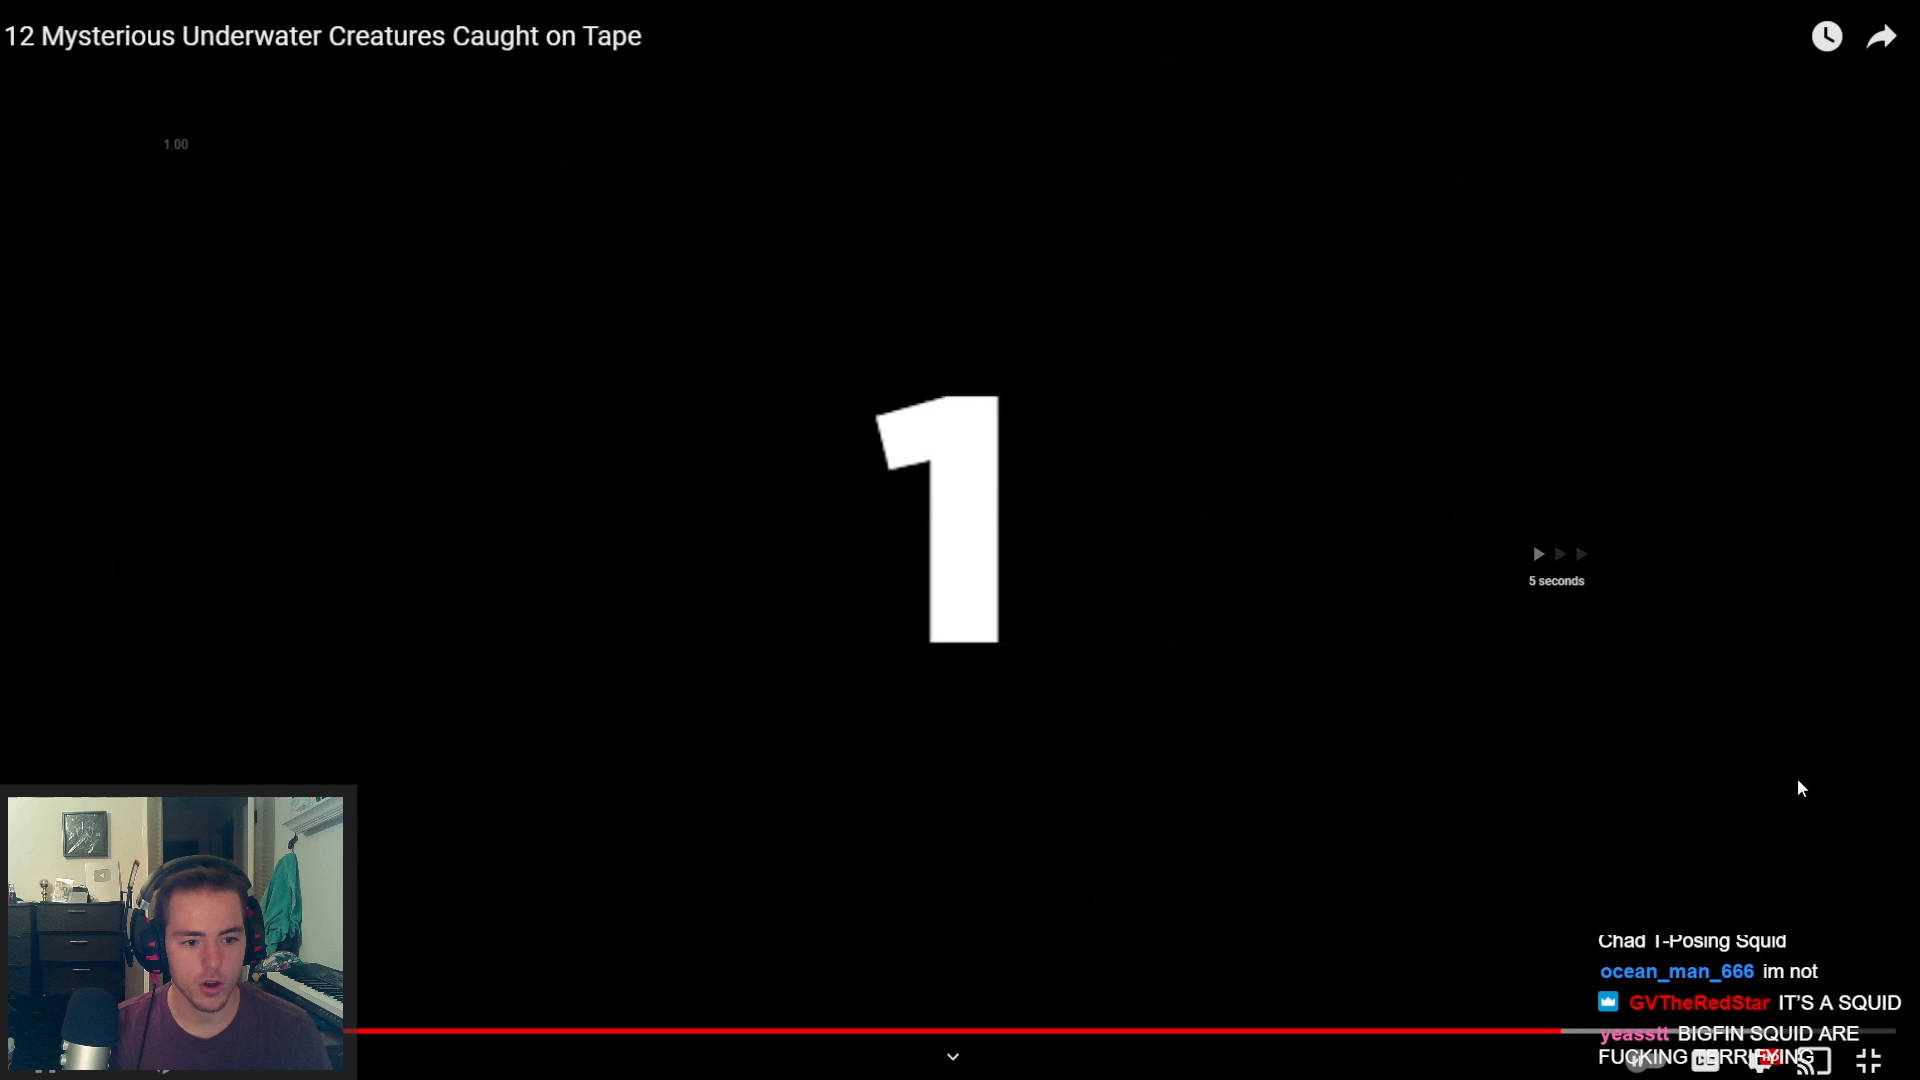 12 Mysterious Underwater Creatures Caught on Tape
1.00
1
5 seconds
Chad T-Posing Squid
ocean_man_666 im not
GVTheRedStar IT'S A SQUID
yeasstt BIGFIN SQUID ARE
FUCKING TERRIFYING